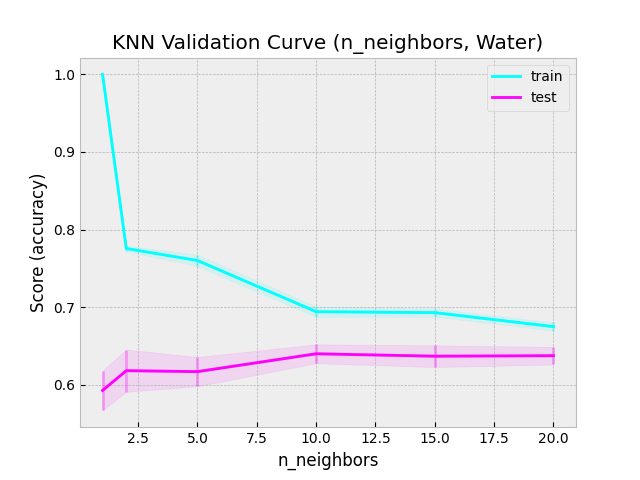 KNN Validation Curve (n_neighbors, Water)
train
test
Score (accuracy)
1.0
0.9
0.8
0.7
0.6
2.5 5.0 7.5 10.0 12.5 15.0 17.5 20.0
n_neighbors